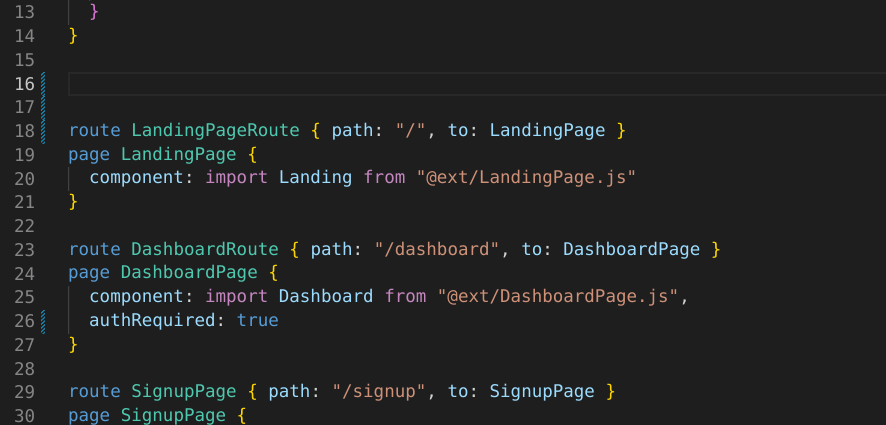 13     }
14 }
15
16
17
18 route LandingPageRoute { path: "/", to: LandingPage }
19 page LandingPage {
20   component: import Landing from "@ext/LandingPage.js"
21 }
22
23 route DashboardRoute { path: "/dashboard", to: DashboardPage }
24 page DashboardPage {
25   component: import Dashboard from "@ext/DashboardPage.js",
26   authRequired: true
27 }
28
29 route SignupPage { path: "/signup", to: SignupPage }
30 page SignupPage {